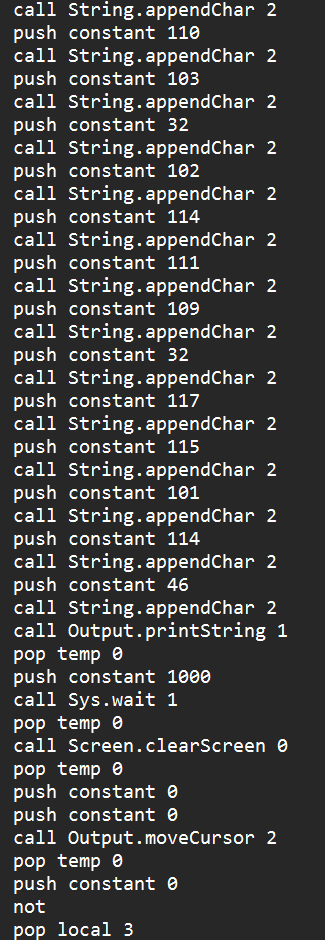 call String.appendChar 2
push constant 110
call String.appendChar 2
push constant 103
call String.appendChar 2
push constant 32
call String.appendChar 2
push constant 102
call String.appendChar 2
push constant 114
call String.appendChar 2
push constant 111
call String.appendChar 2
push constant 109
call String.appendChar 2
push constant 32
call String.appendChar 2
push constant 117
call String.appendChar 2
push constant 115
call String.appendChar 2
push constant 101
call String.appendChar 2
push constant 114
call String.appendChar 2
push constant 46
call String.appendChar 2
call Output.printString 1
pop temp 0
push constant 1000
call Sys.wait 1
pop temp 0
call Screen.clearScreen 0
pop temp 0
push constant 0
push constant 0
call Output.moveCursor 2
pop temp 0
push constant 0
not
pop local 3